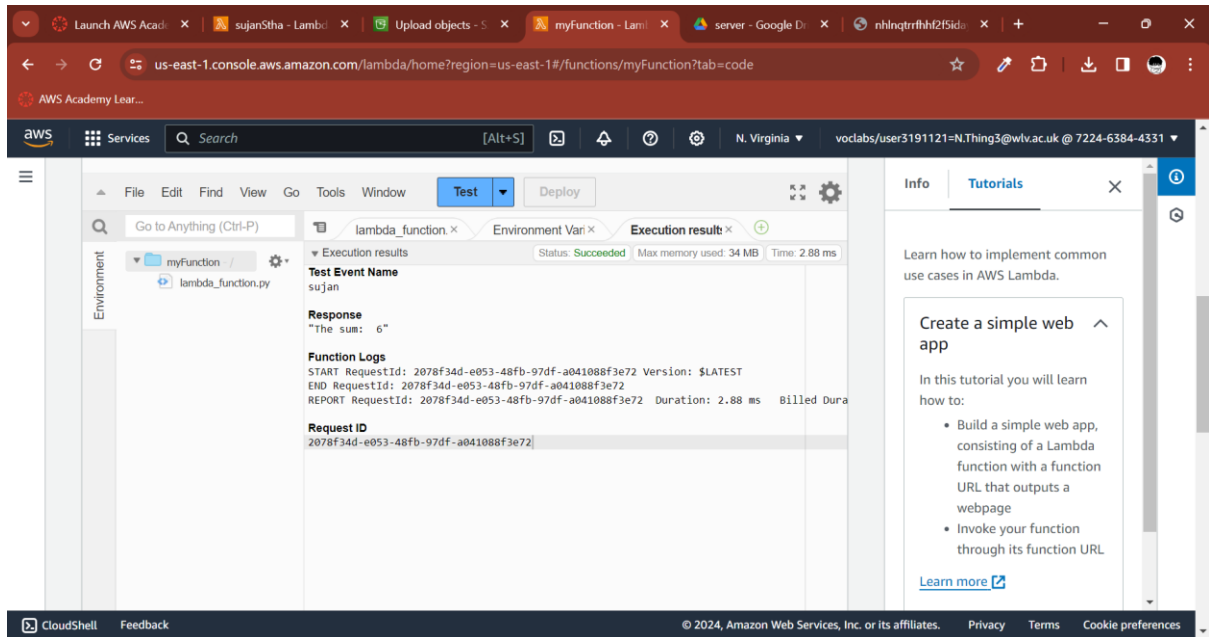 Launch AWS Acad
sujanStha - Lambd
Upload objects - S
myFunction - Lam
server - Google Dr
nhlnqtrrfhhf2f5iday
us-east-1.console.aws.amazon.com/lambda/home?region=us-east-1#/functions/myFunction?tab=code
AWS Academy Lear...
aws
Services
Search
[Alt+S]
N. Virginia
voclabs/user3191121=N.Thing3@wlv.ac.uk @ 7224-6384-4331
File Edit Find View Go Tools Window
Test
Deploy
Go to Anything (Ctrl-P)
lambda_function.
Environment Vari
Execution results
Environment
myFunction /
lambda_function.py
Execution results
Status: Succeeded
Max memory used: 34 MB
Time: 2.88 ms
Test Event Name
sujan
Response
"The sum:  6"
Function Logs
START RequestId: 2078f34d-e053-48fb-97df-a041088f3e72 Version: $LATEST
END RequestId: 2078f34d-e053-48fb-97df-a041088f3e72
REPORT RequestId: 2078f34d-e053-48fb-97df-a041088f3e72  Duration: 2.88 ms   Billed Dura
Request ID
2078f34d-e053-48fb-97df-a041088f3e72
Info
Tutorials
Learn how to implement common
use cases in AWS Lambda.
Create a simple web
app
In this tutorial you will learn
how to:
• Build a simple web app,
consisting of a Lambda
function with a function
URL that outputs a
webpage
• Invoke your function
through its function URL
Learn more
CloudShell
Feedback
© 2024, Amazon Web Services, Inc. or its affiliates.
Privacy
Terms
Cookie preferences